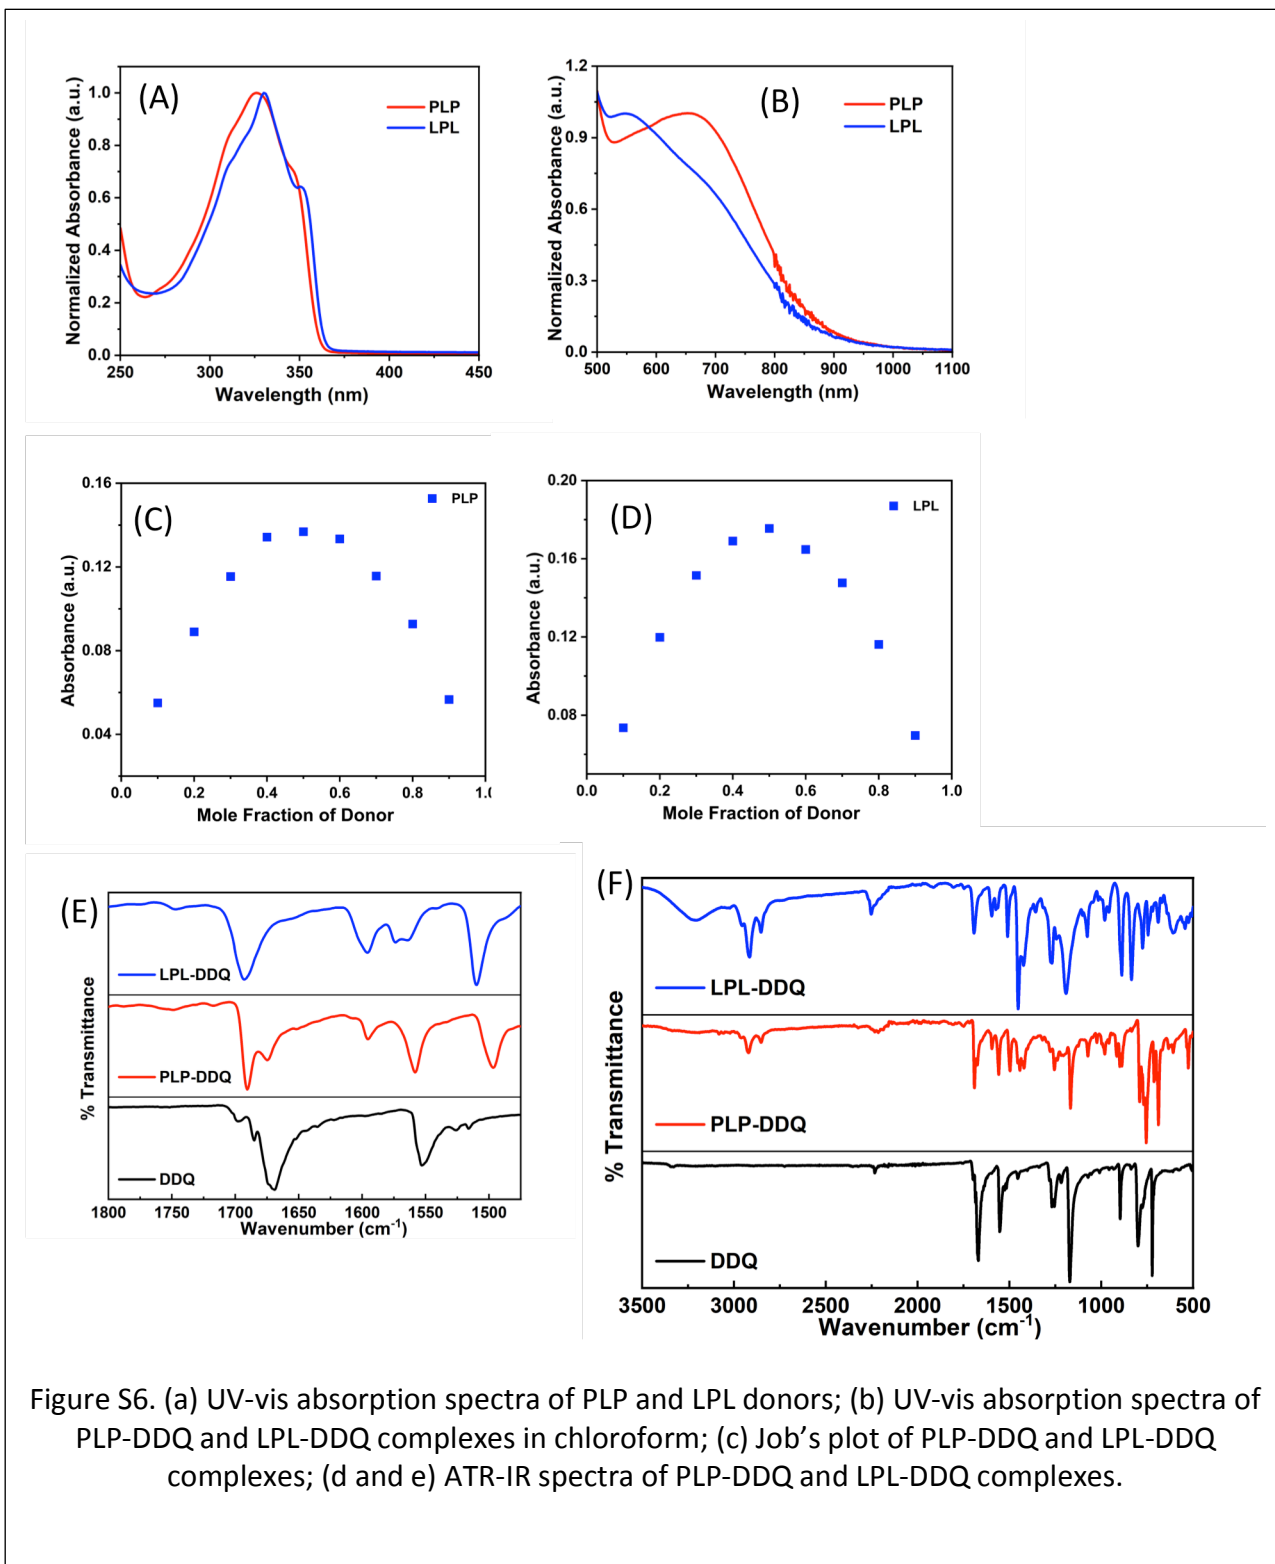 (A)
PLP
LPL
1.0
0.8
0.6
0.4
0.2
0.0
Normalized Absorbance (a.u.)
250 300 350 400 450
Wavelength (nm)
(B)
PLP
LPL
1.2
0.9
0.6
0.3
0.0
Normalized Absorbance (a.u.)
500 600 700 800 900 1000 1100
Wavelength (nm)
(C)
PLP
0.16
0.12
0.08
0.04
Absorbance (a.u.)
0.0 0.2 0.4 0.6 0.8 1.0
Mole Fraction of Donor
(D)
LPL
0.20
0.16
0.12
0.08
Absorbance (a.u.)
0.0 0.2 0.4 0.6 0.8 1.0
Mole Fraction of Donor
(E)
LPL-DDQ
PLP-DDQ
DDQ
% Transmittance
1800 1750 1700 1650 1600 1550 1500
Wavenumber (cm-1)
(F)
LPL-DDQ
PLP-DDQ
DDQ
% Transmittance
3500 3000 2500 2000 1500 1000 500
Wavenumber (cm-1)
Figure S6. (a) UV-vis absorption spectra of PLP and LPL donors; (b) UV-vis absorption spectra of
PLP-DDQ and LPL-DDQ complexes in chloroform; (c) Job's plot of PLP-DDQ and LPL-DDQ
complexes; (d and e) ATR-IR spectra of PLP-DDQ and LPL-DDQ complexes.